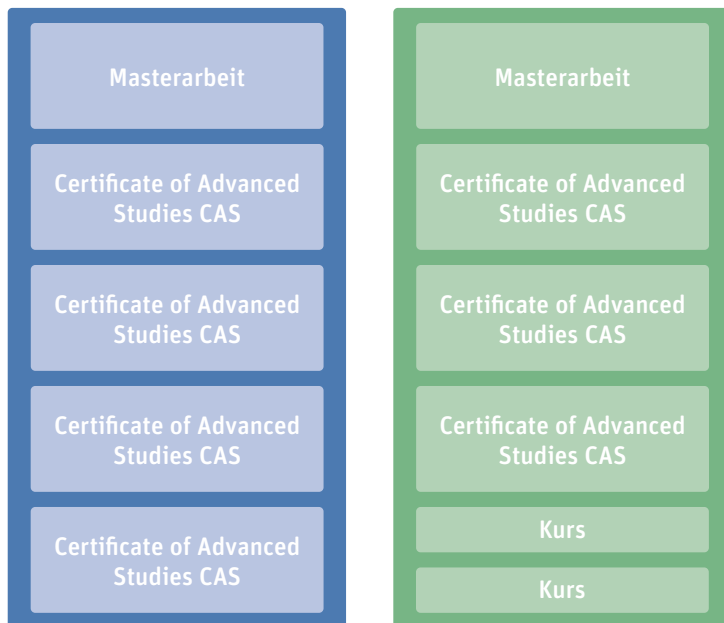 Masterarbeit
Certificate of Advanced
Studies CAS
Certificate of Advanced
Studies CAS
Certificate of Advanced
Studies CAS
Certificate of Advanced
Studies CAS
Masterarbeit
Certificate of Advanced
Studies CAS
Certificate of Advanced
Studies CAS
Certificate of Advanced
Studies CAS
Kurs
Kurs